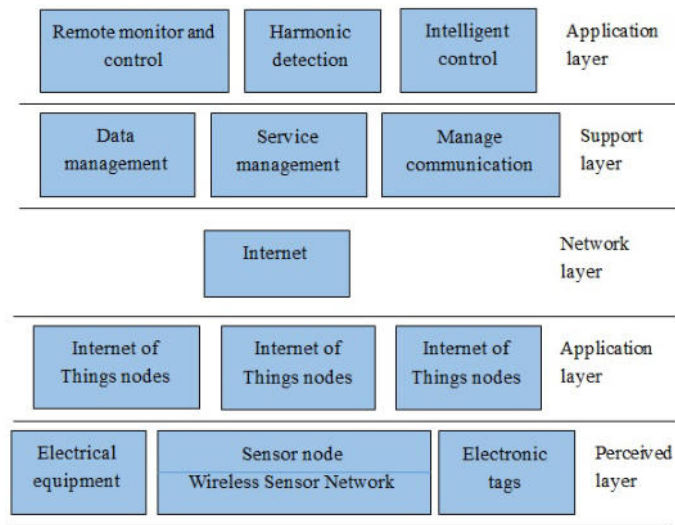 Remote monitor and
control
Harmonic
detection
Intelligent
control
Application
layer
Data
management
Service
management
Manage
communication
Support
layer
Internet
Network
layer
Internet of
Things nodes
Internet of
Things nodes
Internet of
Things nodes
Application
layer
Electrical
equipment
Sensor node
Wireless Sensor Network
Electronic
tags
Perceived
layer